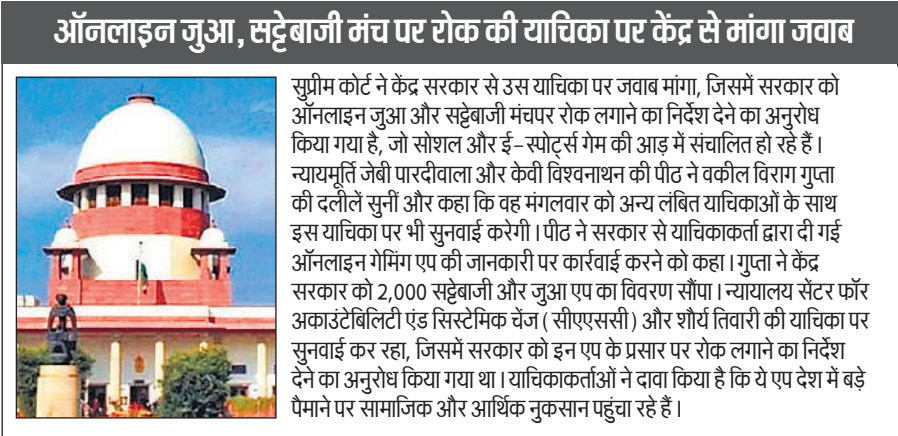 ऑनलाइन जुआ, सट्टेबाजी मंच पर रोक की याचिका पर केंद्र से मांगा जवाब
सुप्रीम कोर्ट ने केंद्र सरकार से उस याचिका पर जवाब मांगा, जिसमें सरकार को
ऑनलाइन जुआ और सट्टेबाजी मंचपर रोक लगाने का निर्देश देने का अनुरोध
किया गया है, जो सोशल और ई-स्पोर्ट्स गेम की आड़ में संचालित हो रहे हैं।
न्यायमूर्ति जेबी पारदीवाला और केवी विश्वनाथन की पीठ ने वकील विराग गुप्ता
की दलीलें सुनीं और कहा कि वह मंगलवार को अन्य लंबित याचिकाओं के साथ
इस याचिका पर भी सुनवाई करेगी। पीठ ने सरकार से याचिकाकर्ता द्वारा दी गई
ऑनलाइन गेमिंग एप की जानकारी पर कार्रवाई करने को कहा। गुप्ता ने केंद्र
सरकार को 2,000 सट्टेबाजी और जुआ एप का विवरण सौंपा। न्यायालय सेंटर फॉर
अकाउंटेबिलिटी एंड सिस्टेमिक चेंज (सीएएससी) और शौर्य तिवारी की याचिका पर
सुनवाई कर रहा, जिसमें सरकार को इन एप के प्रसार पर रोक लगाने का निर्देश
देने का अनुरोध किया गया था। याचिकाकर्ताओं ने दावा किया है कि ये एप देश में बड़े
पैमाने पर सामाजिक और आर्थिक नुकसान पहुंचा रहे हैं।